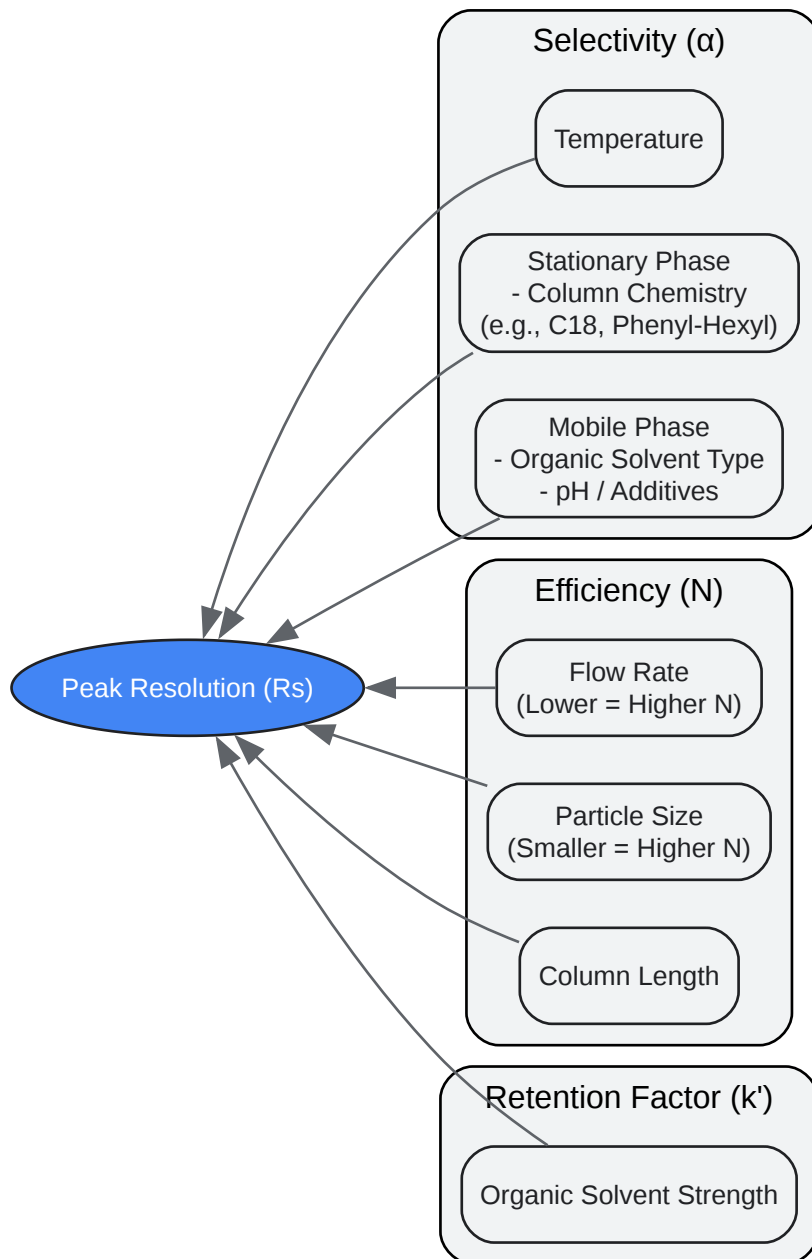 Selectivity (α)
Temperature
Stationary Phase
- Column Chemistry
(e.g., C18, Phenyl-Hexyl)
Mobile Phase
- Organic Solvent Type
- pH / Additives
Efficiency (N)
Flow Rate
(Lower = Higher N)
Peak Resolution (Rs)
Particle Size
(Smaller = Higher N)
Column Length
Retention Factor (k')
Organic Solvent Strength